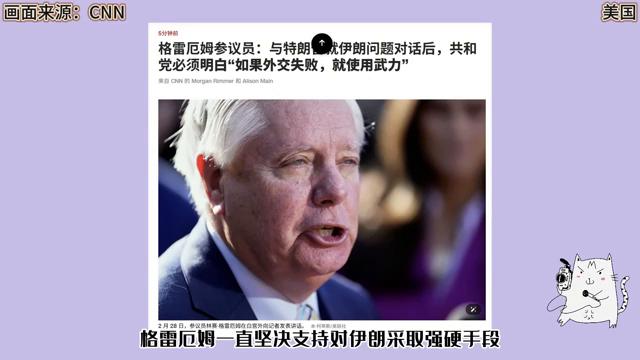 画面来源：CNN
美国
5分钟前
格雷厄姆参议员：与特朗普就伊朗问题对话后，共和
党必须明白“如果外交失败，就使用武力”
来自 CNN 的 Morgan Rimmer 和 Alison Main
2 月 28 日，参议员林赛·格雷厄姆在白宫外向记者发表讲话。
格雷厄姆一直坚决支持对伊朗采取强硬手段